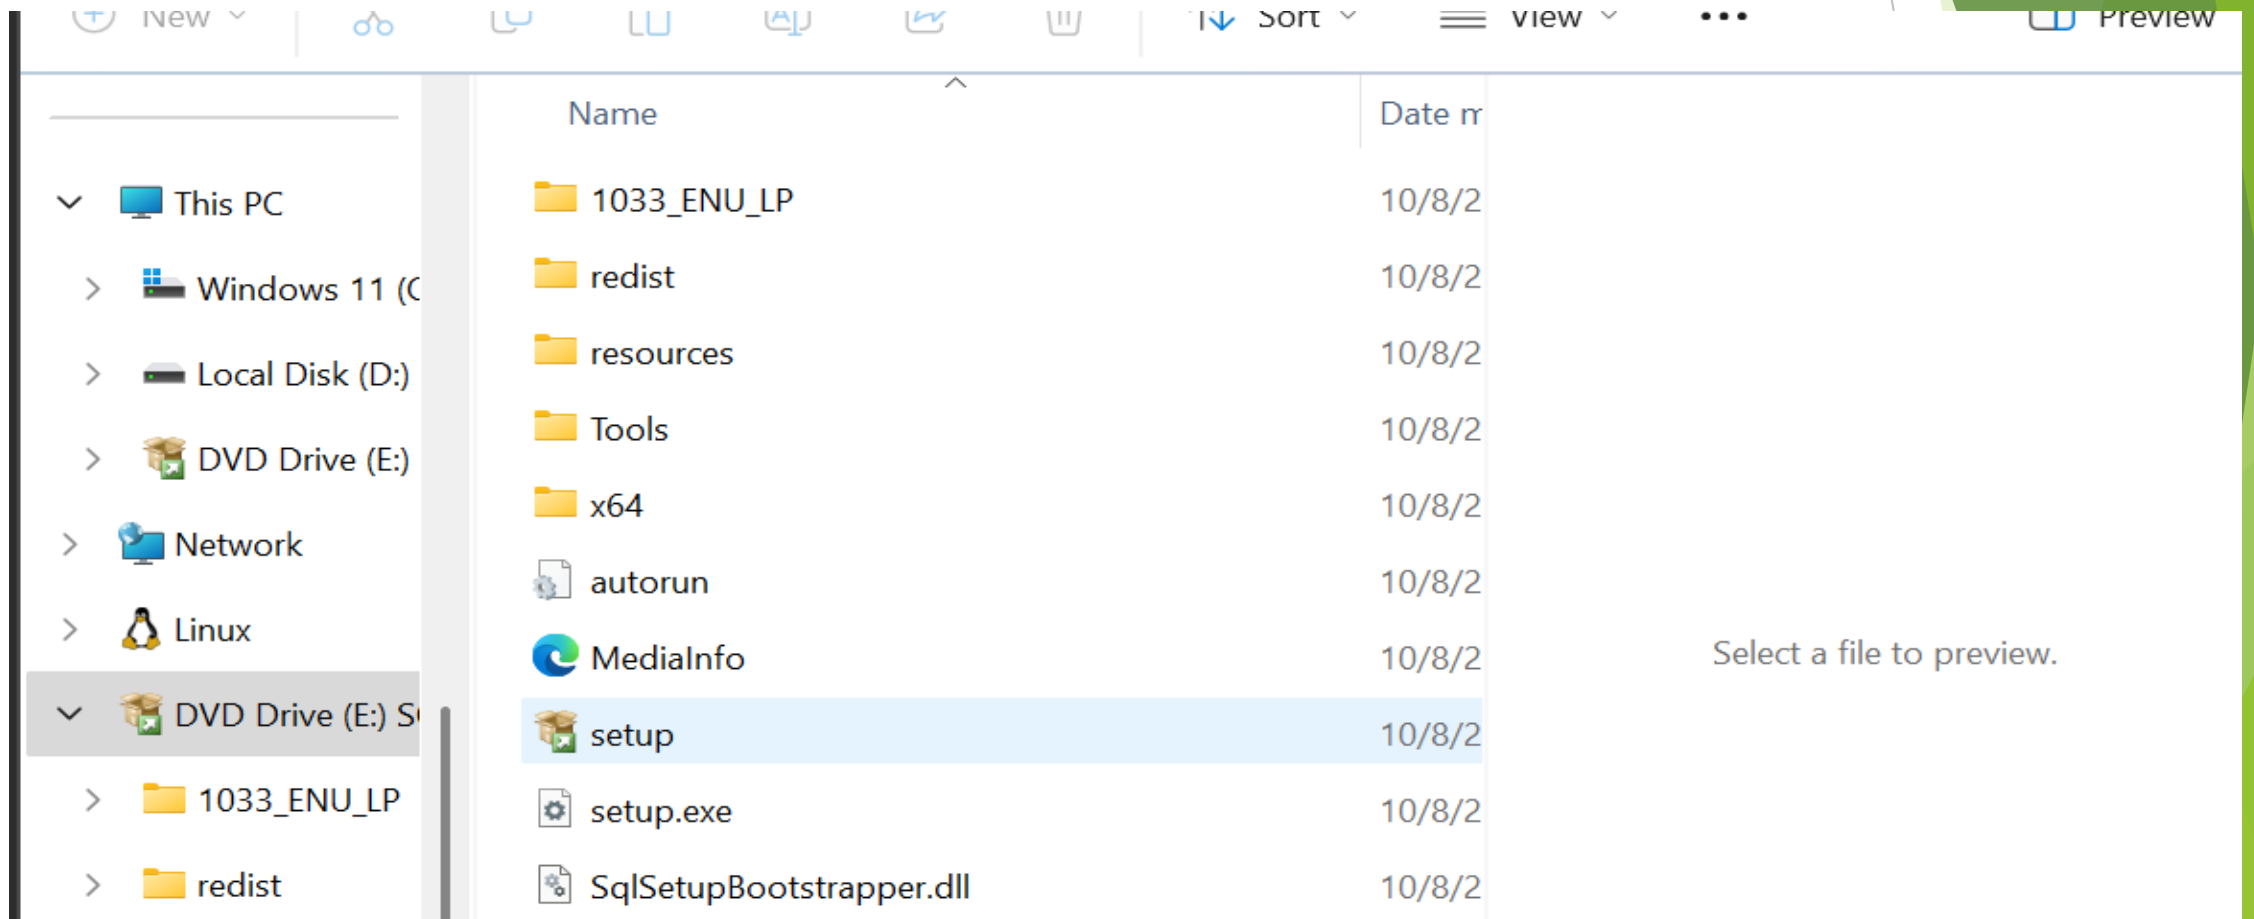 New
Sort
View
Preview
Name
Date m
This PC
Windows 11 (C
Local Disk (D:)
DVD Drive (E:)
Network
Linux
DVD Drive (E:) S
1033_ENU_LP
redist
1033_ENU_LP 10/8/2
redist 10/8/2
resources 10/8/2
Tools 10/8/2
x64 10/8/2
autorun 10/8/2
MediaInfo 10/8/2
setup 10/8/2
setup.exe 10/8/2
SqlSetupBootstrapper.dll 10/8/2
Select a file to preview.